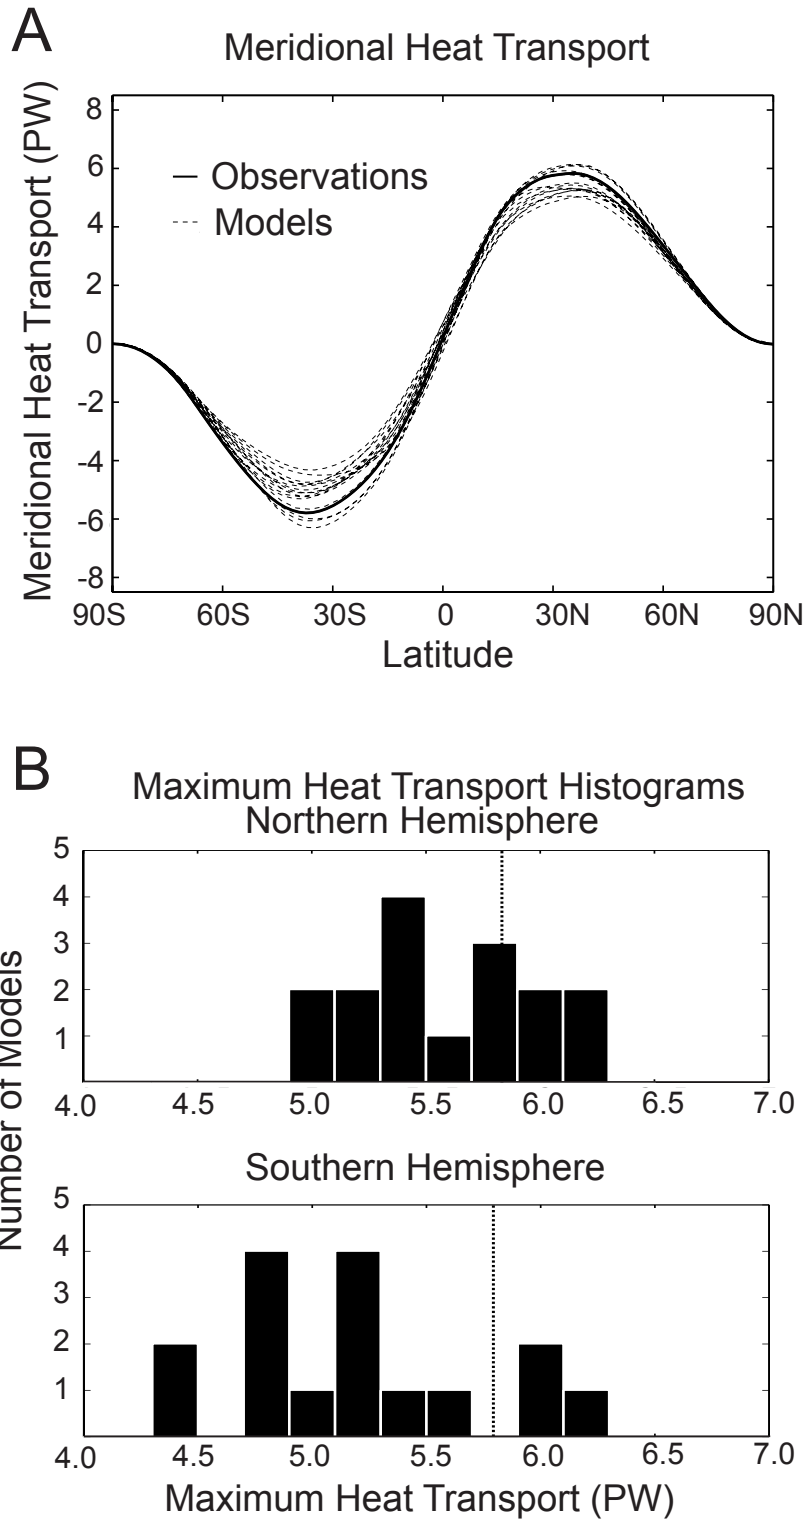 A
Meridional Heat Transport
Meridional Heat Transport (PW)
8
6
4
2
0
-2
-4
-6
-8
Observations
Models
90S 60S 30S 0 30N 60N 90N
Latitude
B
Maximum Heat Transport Histograms
Northern Hemisphere
Number of Models
5
4
3
2
1
4.0 4.5 5.0 5.5 6.0 6.5 7.0
Southern Hemisphere
5
4
3
2
1
4.0 4.5 5.0 5.5 6.0 6.5 7.0
Maximum Heat Transport (PW)